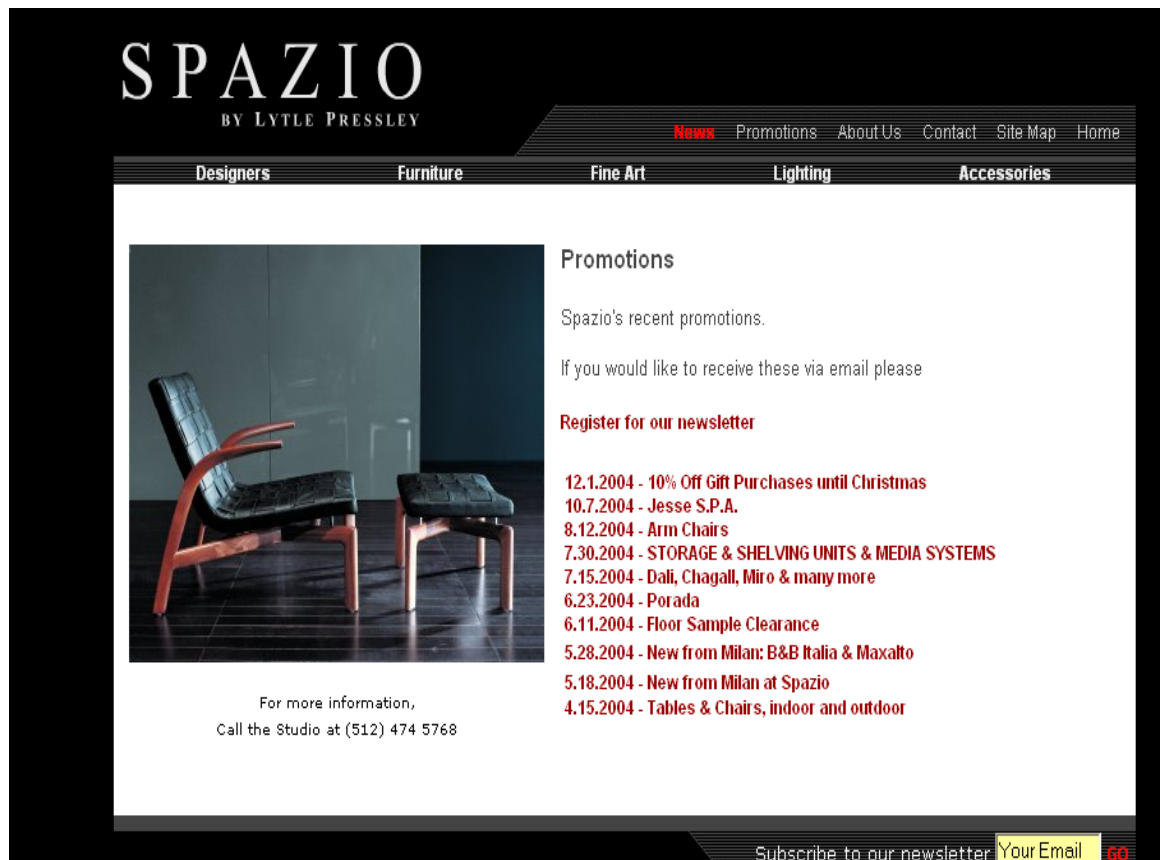 SPAZIO
BY LYTLE PRESSLEY
News Promotions About Us Contact Site Map Home
Designers Furniture Fine Art Lighting Accessories
Promotions
Spazio's recent promotions.
If you would like to receive these via email please
Register for our newsletter
12.1.2004 - 10% Off Gift Purchases until Christmas
10.7.2004 - Jesse S.P.A.
8.12.2004 - Arm Chairs
7.30.2004 - STORAGE & SHELVING UNITS & MEDIA SYSTEMS
7.15.2004 - Dali, Chagall, Miro & many more
6.23.2004 - Porada
6.11.2004 - Floor Sample Clearance
5.28.2004 - New from Milan: B&B Italia & Maxalto
5.18.2004 - New from Milan at Spazio
4.15.2004 - Tables & Chairs, indoor and outdoor
For more information,
Call the Studio at (512) 474 5768
Subscribe to our newsletter Your Email GO